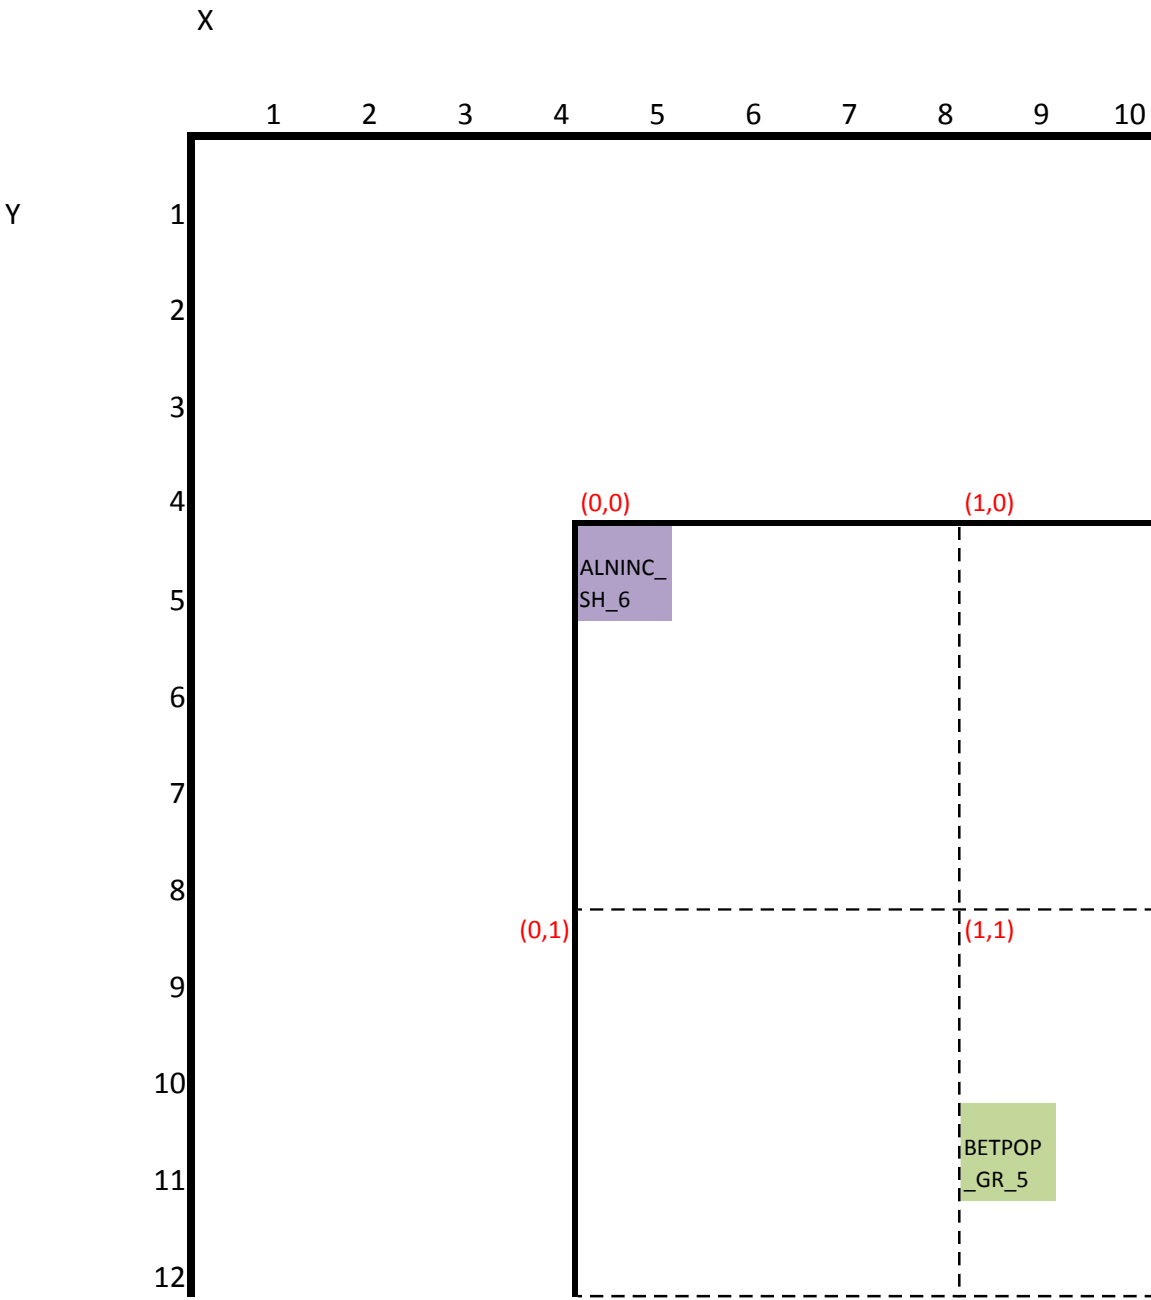 X
1 2 3 4 5 6 7 8 9 10
Y 1
2
3
4 (0,0) (1,0)
ALNINC_
5 SH_6
6
7
8
(0,1) (1,1)
9
10
BETPOP
11 _GR_5
12